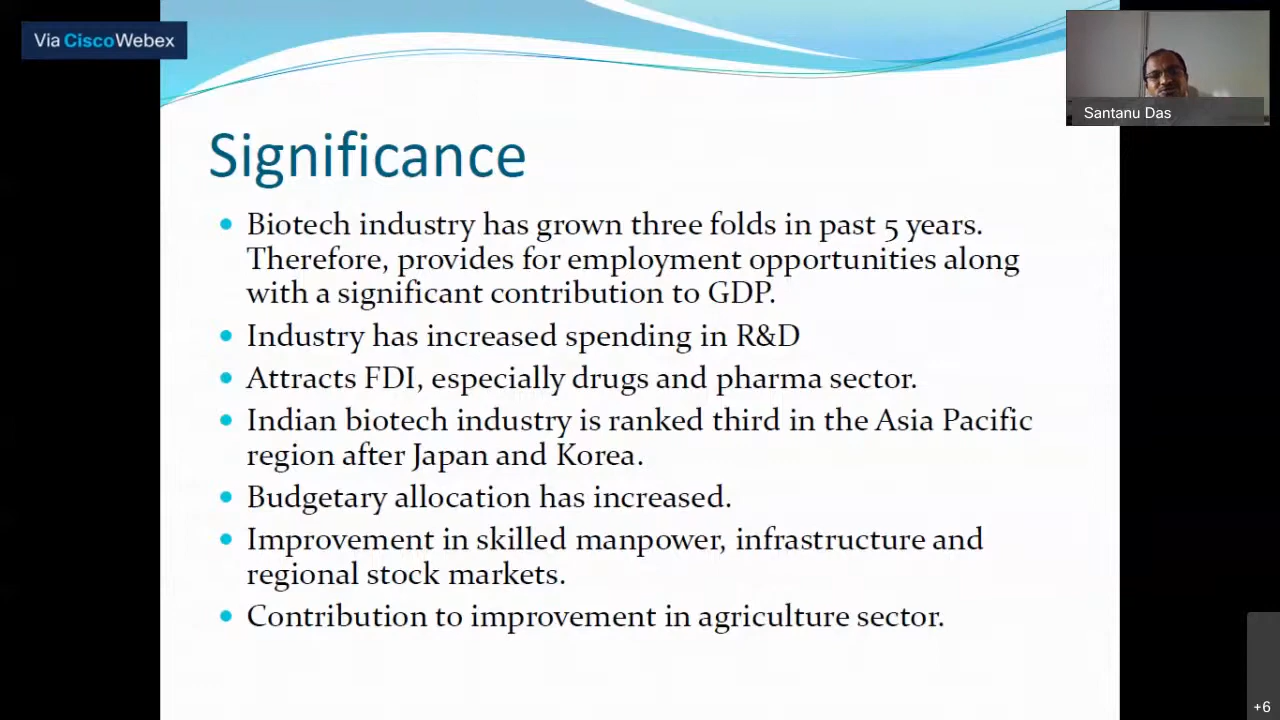 Via CiscoWebex
Santanu Das
Significance
Biotech industry has grown three folds in past 5 years.
Therefore, provides for employment opportunities along
with a significant contribution to GDP.
Industry has increased spending in R&D
Attracts FDI, especially drugs and pharma sector.
Indian biotech industry is ranked third in the Asia Pacific
region after Japan and Korea.
Budgetary allocation has increased.
Improvement in skilled manpower, infrastructure and
regional stock markets.
Contribution to improvement in agriculture sector.
+6